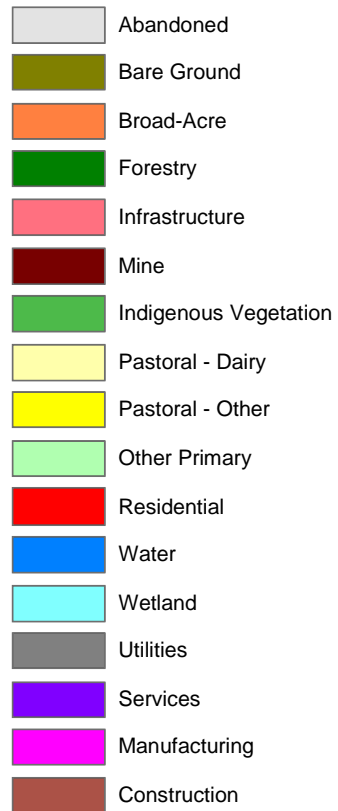 Abandoned
Bare Ground
Broad-Acre
Forestry
Infrastructure
Mine
Indigenous Vegetation
Pastoral - Dairy
Pastoral - Other
Other Primary
Residential
Water
Wetland
Utilities
Services
Manufacturing
Construction